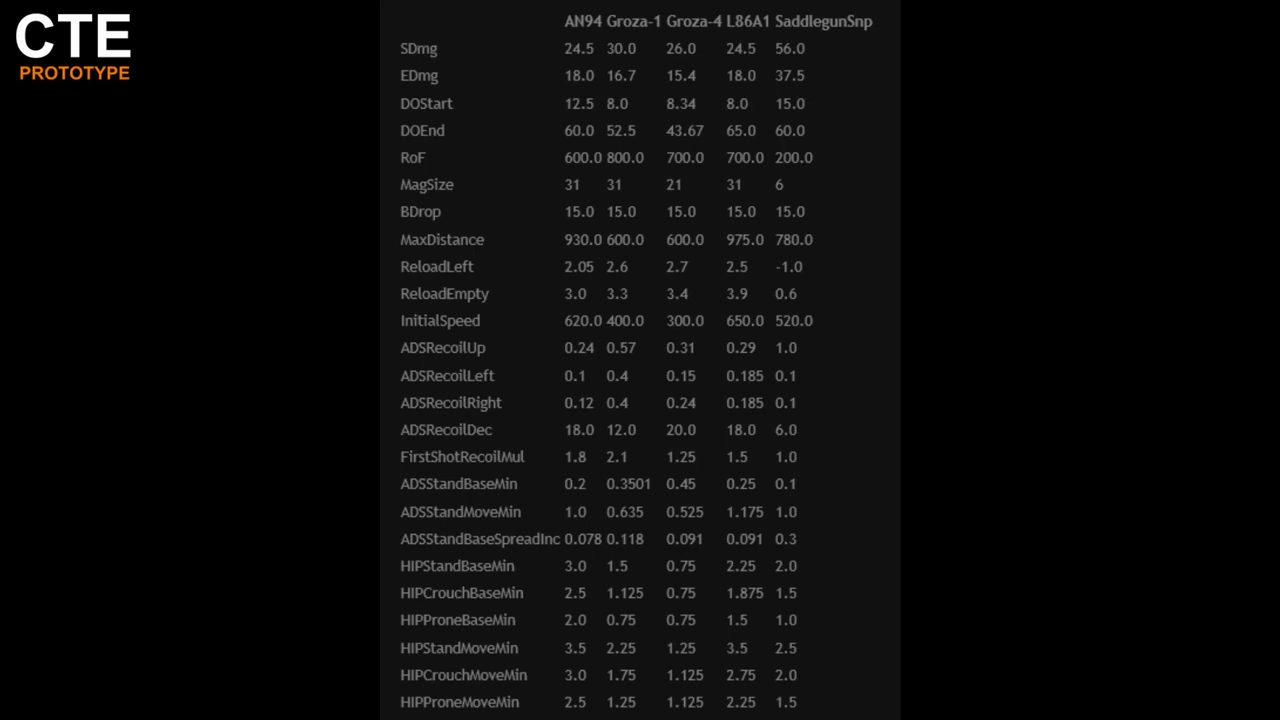 CTE
PROTOTYPE
AN94 Groza-1 Groza-4 L86A1 SaddlegunSnp
SDmg 24.5 30.0 26.0 24.5 56.0
EDmg 18.0 16.7 15.4 18.0 37.5
DOStart 12.5 8.0 8.34 8.0 15.0
DOEnd 60.0 52.5 43.67 65.0 60.0
RoF 600.0 800.0 700.0 700.0 200.0
MagSize 31 31 21 31 6
BDrop 15.0 15.0 15.0 15.0 15.0
MaxDistance 930.0 600.0 600.0 975.0 780.0
ReloadLeft 2.05 2.6 2.7 2.5 -1.0
ReloadEmpty 3.0 3.3 3.4 3.9 0.6
InitialSpeed 620.0 400.0 300.0 650.0 520.0
ADSRecoilUp 0.24 0.57 0.31 0.29 1.0
ADSRecoilLeft 0.1 0.4 0.15 0.185 0.1
ADSRecoilRight 0.12 0.4 0.24 0.185 0.1
ADSRecoilDec 18.0 12.0 20.0 18.0 6.0
FirstShotRecoilMul 1.8 2.1 1.25 1.5 1.0
ADSStandBaseMin 0.2 0.3501 0.45 0.25 0.1
ADSStandMoveMin 1.0 0.635 0.525 1.175 1.0
ADSStandBaseSpreadInc 0.078 0.118 0.091 0.091 0.3
HIPStandBaseMin 3.0 1.5 0.75 2.25 2.0
HIPCrouchBaseMin 2.5 1.125 0.75 1.875 1.5
HIPProneBaseMin 2.0 0.75 0.75 1.5 1.0
HIPStandMoveMin 3.5 2.25 1.25 3.5 2.5
HIPCrouchMoveMin 3.0 1.75 1.125 2.75 2.0
HIPProneMoveMin 2.5 1.25 1.125 2.25 1.5